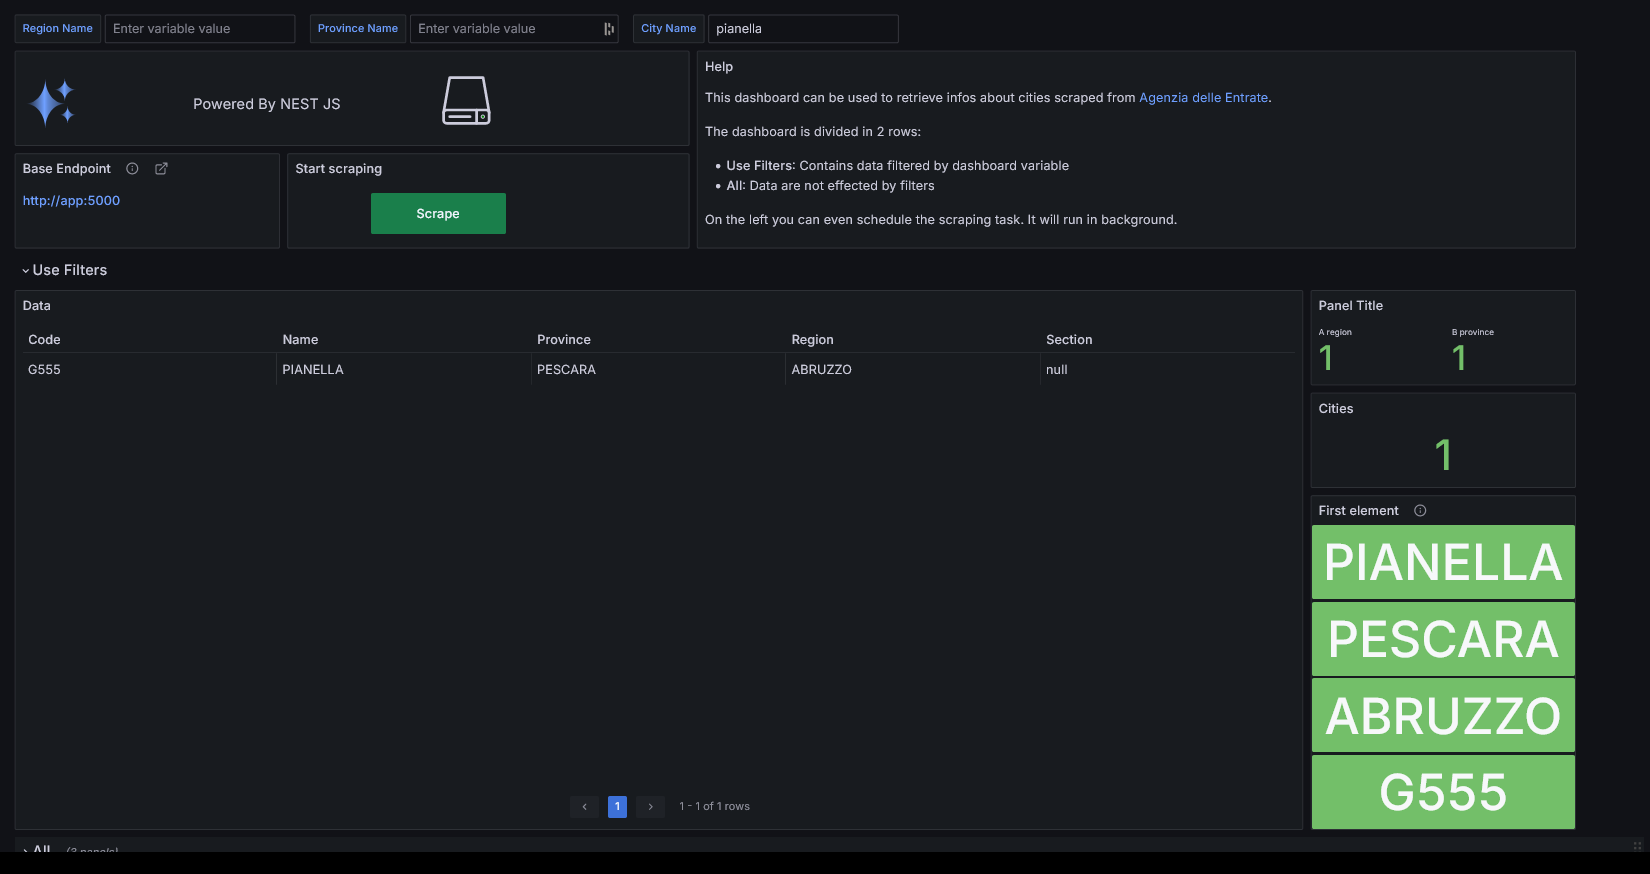 Region Name Enter variable value Province Name Enter variable value City Name pianella
Powered By NEST JS
Help
This dashboard can be used to retrieve infos about cities scraped from Agenzia delle Entrate.
The dashboard is divided in 2 rows:
• Use Filters: Contains data filtered by dashboard variable
• All: Data are not effected by filters
On the left you can even schedule the scraping task. It will run in background.
Base Endpoint
http://app:5000
Start scraping
Scrape
Use Filters
Data
Code Name Province Region Section
G555 PIANELLA PESCARA ABRUZZO null
1 1 - 1 of 1 rows
Panel Title
A region B province
1 1
Cities
1
First element
PIANELLA
PESCARA
ABRUZZO
G555
All (3 panels)